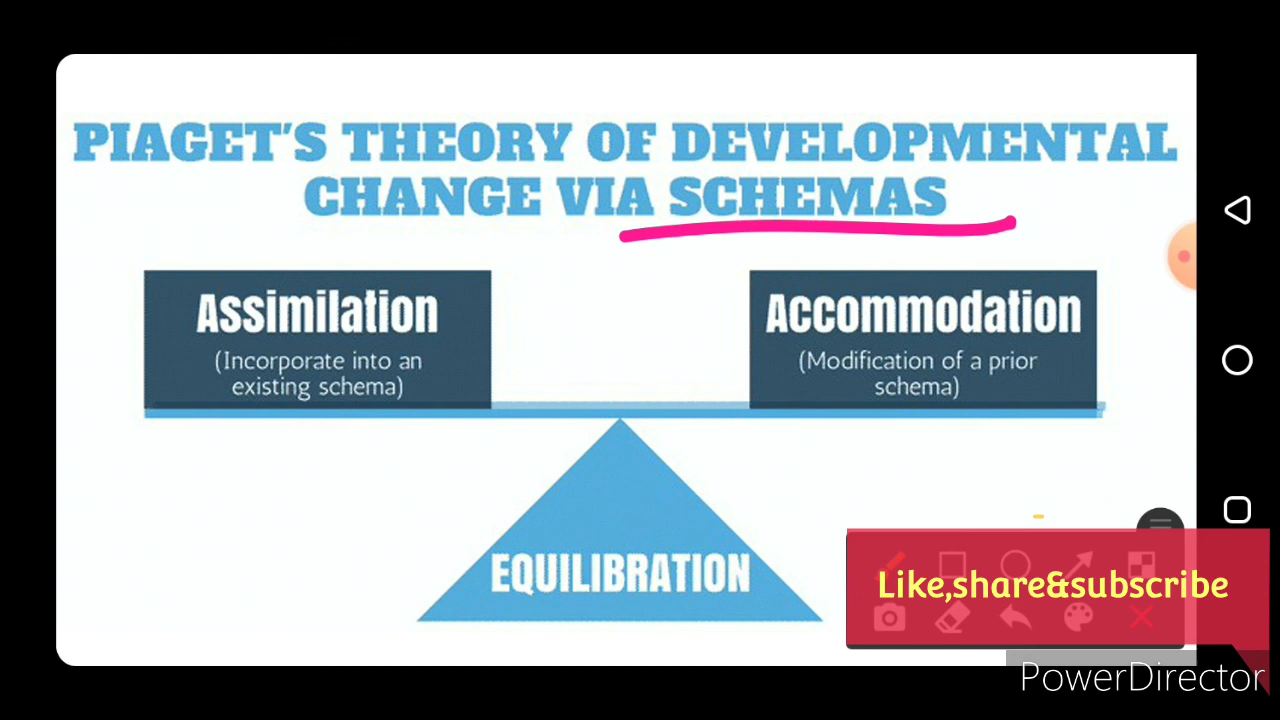 PIAGET'S THEORY OF DEVELOPMENTAL
CHANGE VIA SCHEMAS
Assimilation
(Incorporate into an
existing schema)
Accommodation
(Modification of a prior
schema)
EQUILIBRATION
Like,share&subscribe
PowerDirector